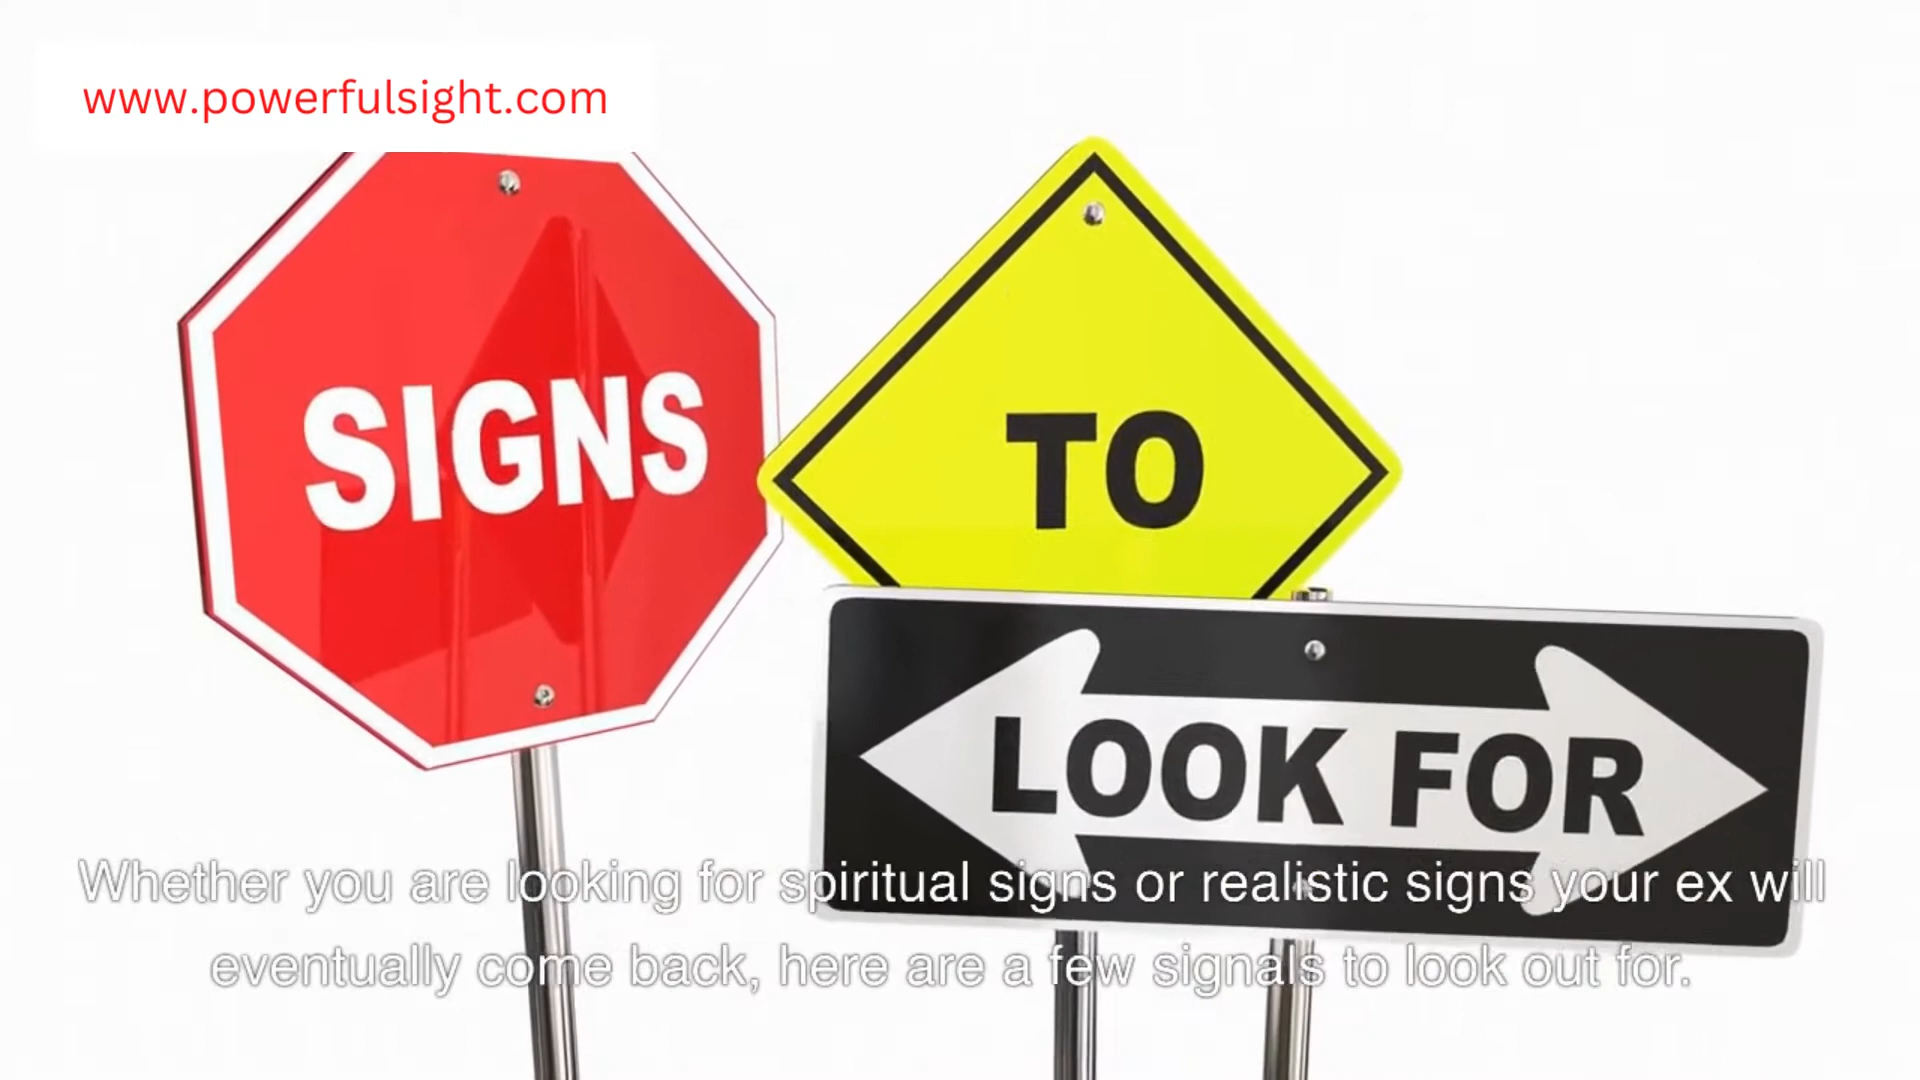 www.powerfulsight.com
SIGNS
TO
LOOK FOR
Whether you are looking for spiritual signs or realistic signs your ex will
eventually come back, here are a few signals to look out for.